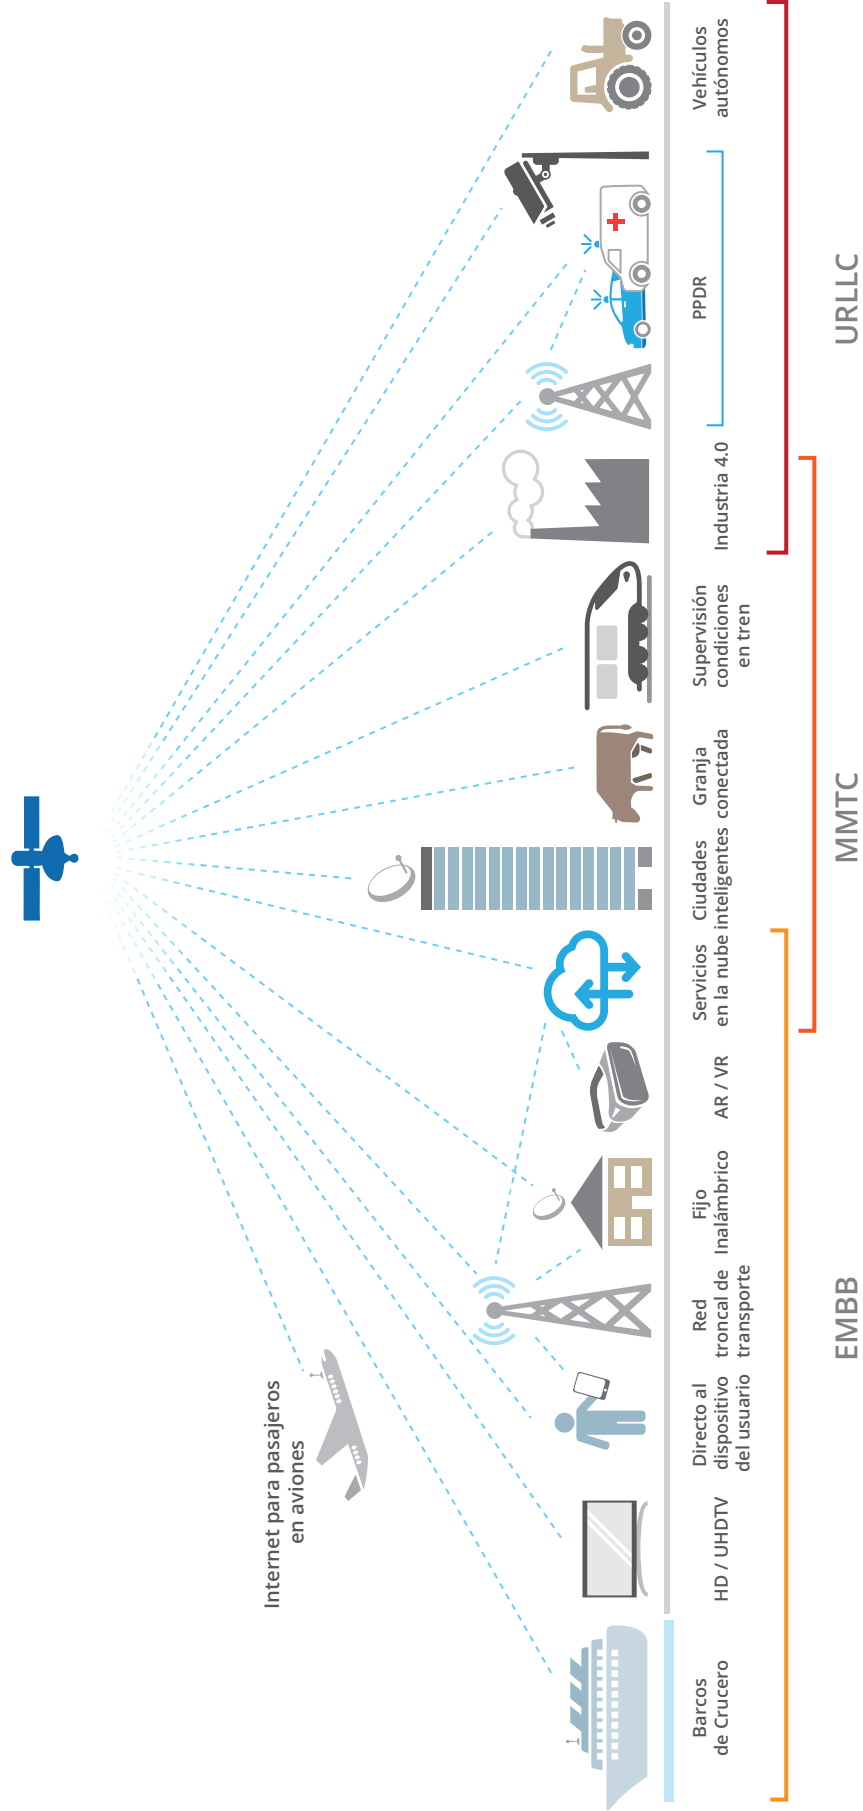 Internet para pasajeros
en aviones
Barcos
de Crucero
HD / UHDTV
Directo al
dispositivo
del usuario
Red
troncal de
transporte
Fijo
Inalámbrico
AR / VR
Servicios
en la nube
Ciudades
inteligentes
Granja
conectada
Supervisión
condiciones
en tren
Industria 4.0
PPDR
Vehículos
autónomos
EMBB
MMTC
URLLC